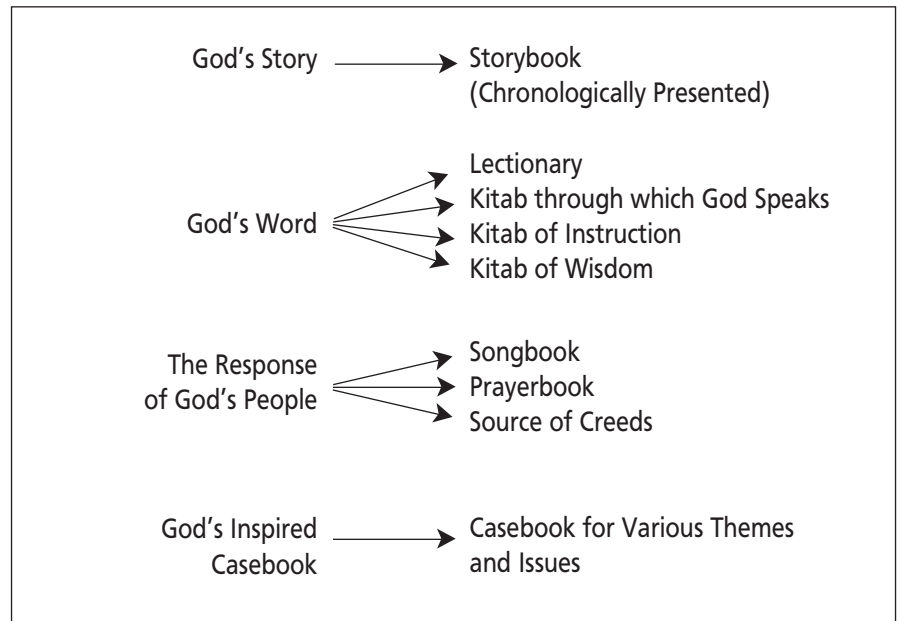 God’s Story
Storybook
(Chronologically Presented)
God’s Word
Lectionary
Kitab through which God Speaks
Kitab of Instruction
Kitab of Wisdom
The Response
of God’s People
Songbook
Prayerbook
Source of Creeds
God’s Inspired
Casebook
Casebook for Various Themes
and Issues